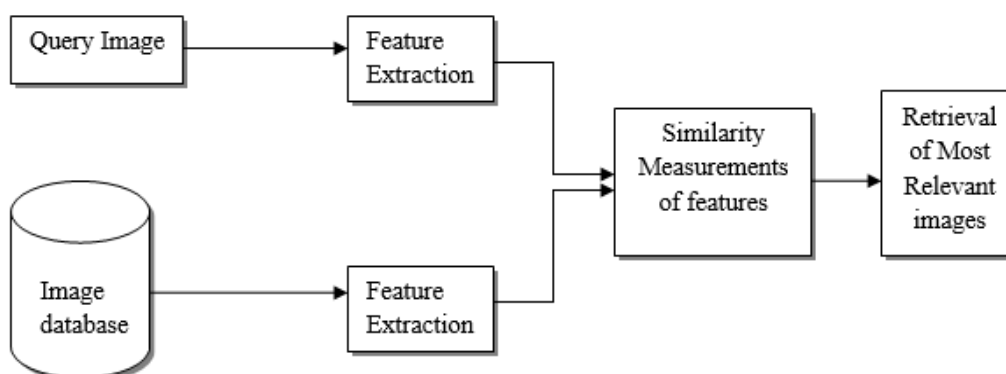 Query Image
Feature
Extraction
Similarity
Measurements
of features
Retrieval
of Most
Relevant
images
Image
database
Feature
Extraction